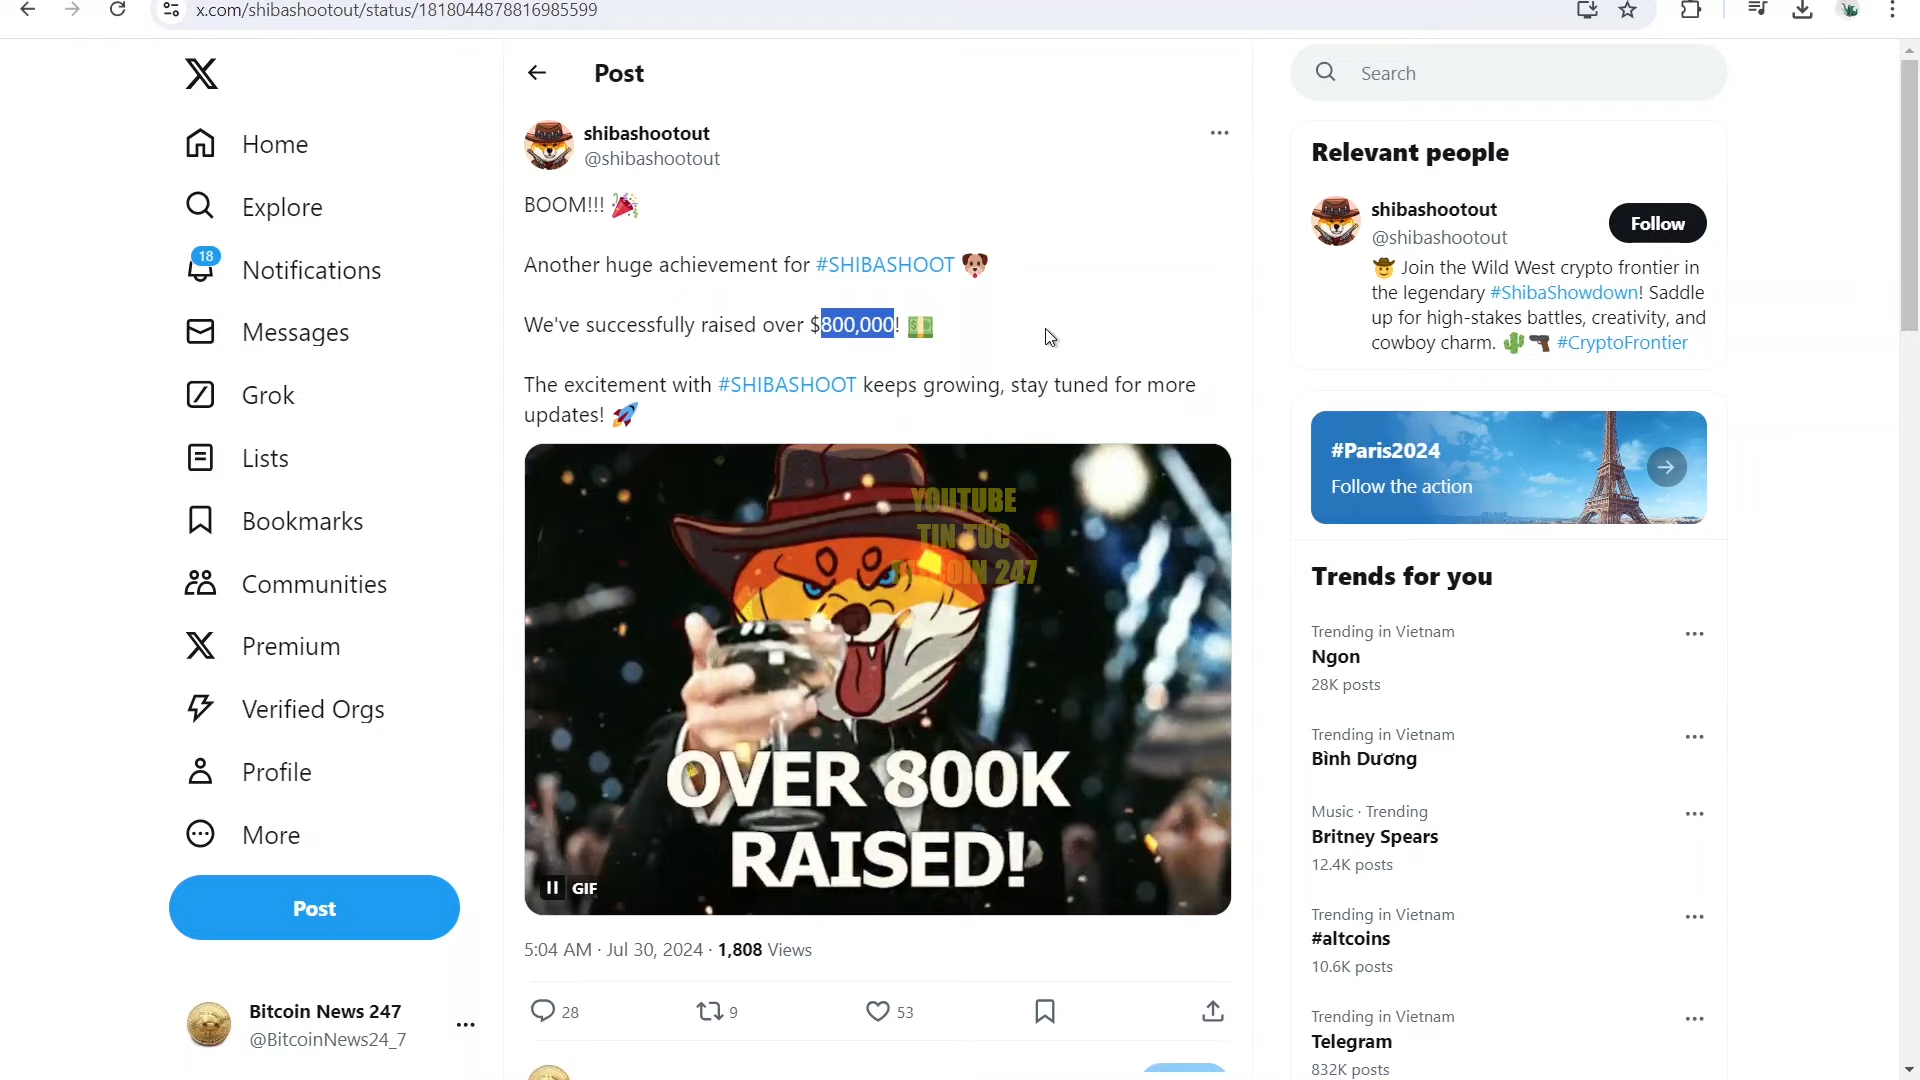 x.com/shibashootout/status/1818044878816985599
Post
Search
Home
Explore
18
Notifications
Messages
Grok
Lists
Bookmarks
Communities
Premium
Verified Orgs
Profile
More
Post
Bitcoin News 247
@BitcoinNews24_7
shibashootout
@shibashootout
BOOM!!! 🎉
Another huge achievement for #SHIBASHOOT 🐶
We've successfully raised over $800,000! 💵
The excitement with #SHIBASHOOT keeps growing, stay tuned for more
updates! 🚀
YOUTUBE
TIN TỨC
BITCOIN 247
OVER 800K
RAISED!
GIF
5:04 AM · Jul 30, 2024 · 1,808 Views
28
9
53
Relevant people
shibashootout
@shibashootout
Follow
🤠 Join the Wild West crypto frontier in
the legendary #ShibaShowdown! Saddle
up for high-stakes battles, creativity, and
cowboy charm. 🌵🔫 #CryptoFrontier
#Paris2024
Follow the action
Trends for you
Trending in Vietnam
Ngon
28K posts
Trending in Vietnam
Bình Dương
Music · Trending
Britney Spears
12.4K posts
Trending in Vietnam
#altcoins
10.6K posts
Trending in Vietnam
Telegram
832K posts